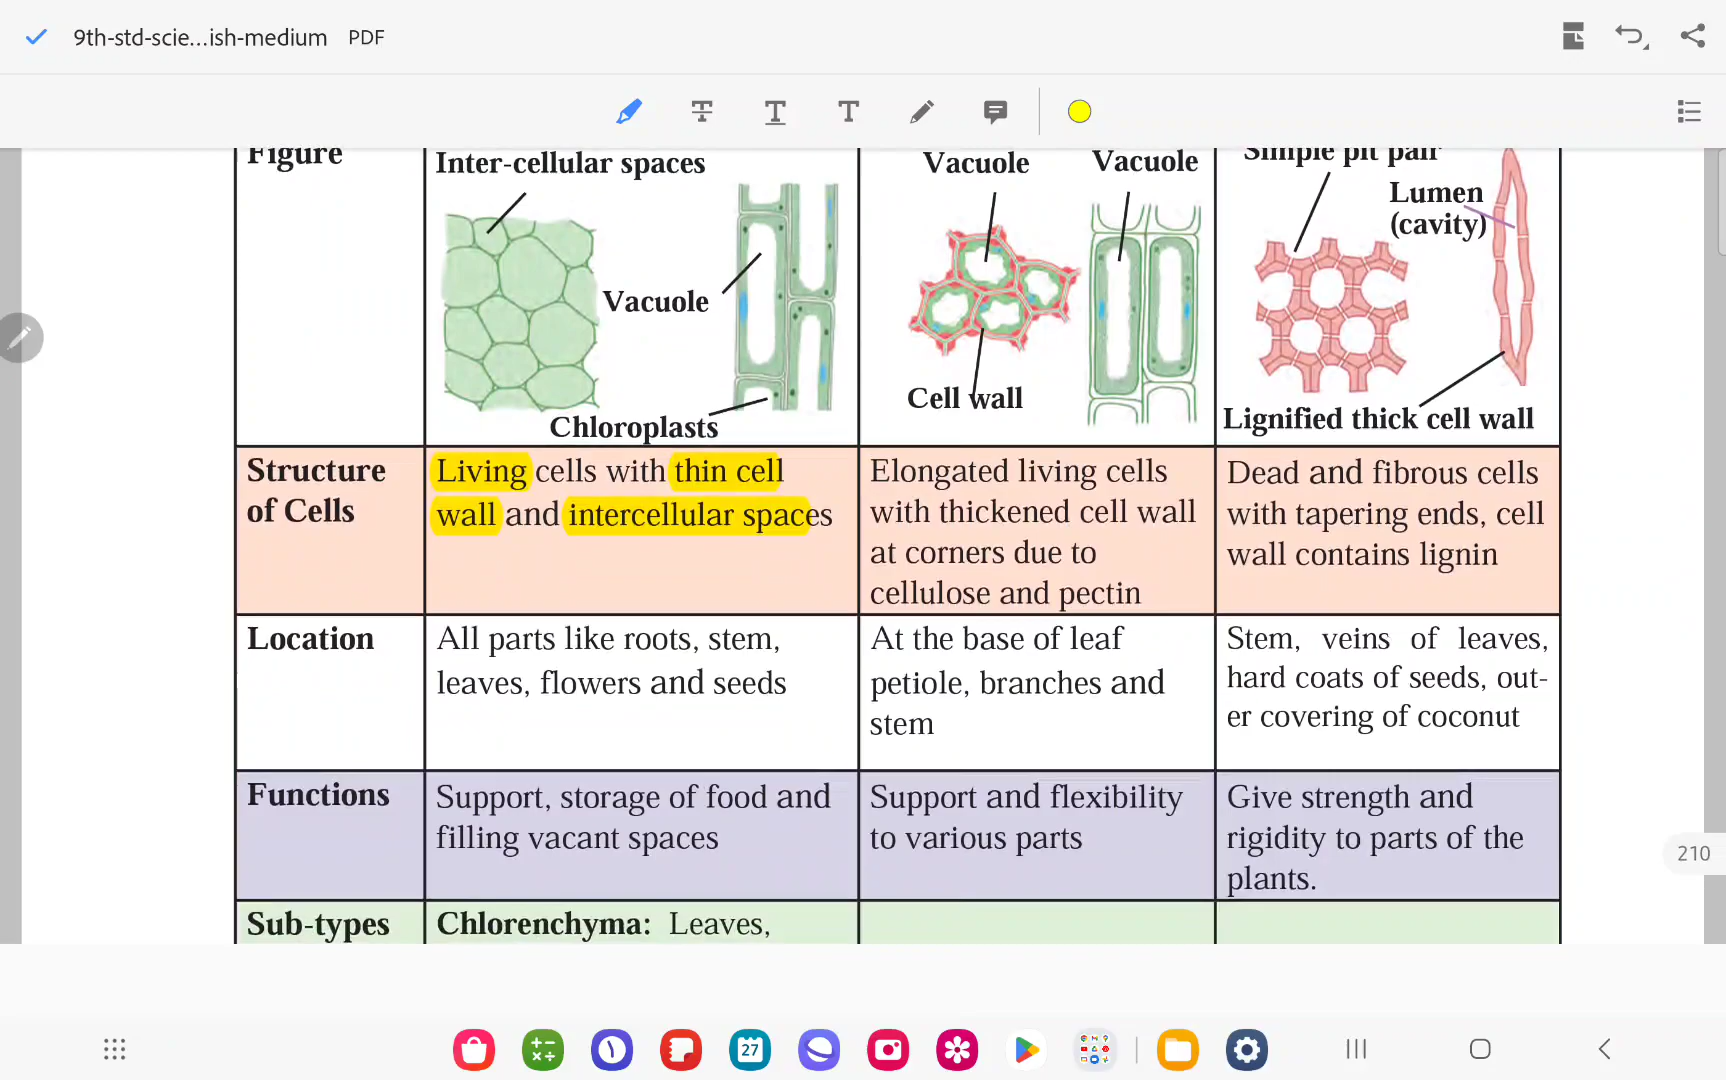 9th-std-scie...ish-medium PDF
Figure
Inter-cellular spaces
Vacuole
Chloroplasts
Vacuole
Vacuole
Cell wall
Simple pit pair
Lumen
(cavity)
Lignified thick cell wall
Structure
of Cells
Living cells with thin cell
wall and intercellular spaces
Elongated living cells
with thickened cell wall
at corners due to
cellulose and pectin
Dead and fibrous cells
with tapering ends, cell
wall contains lignin
Location
All parts like roots, stem,
leaves, flowers and seeds
At the base of leaf
petiole, branches and
stem
Stem, veins of leaves,
hard coats of seeds, out-
er covering of coconut
Functions
Support, storage of food and
filling vacant spaces
Support and flexibility
to various parts
Give strength and
rigidity to parts of the
plants.
210
Sub-types
Chlorenchyma: Leaves,
27